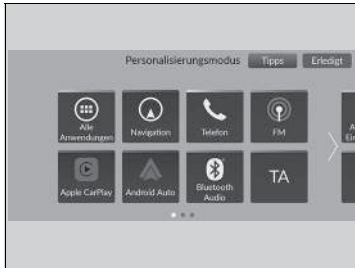 Personalisierungsmodus Tipps Erledigt
Alle
Anwendungen
Navigation
Telefon
FM
Apple CarPlay
Android Auto
Bluetooth
Audio
TA